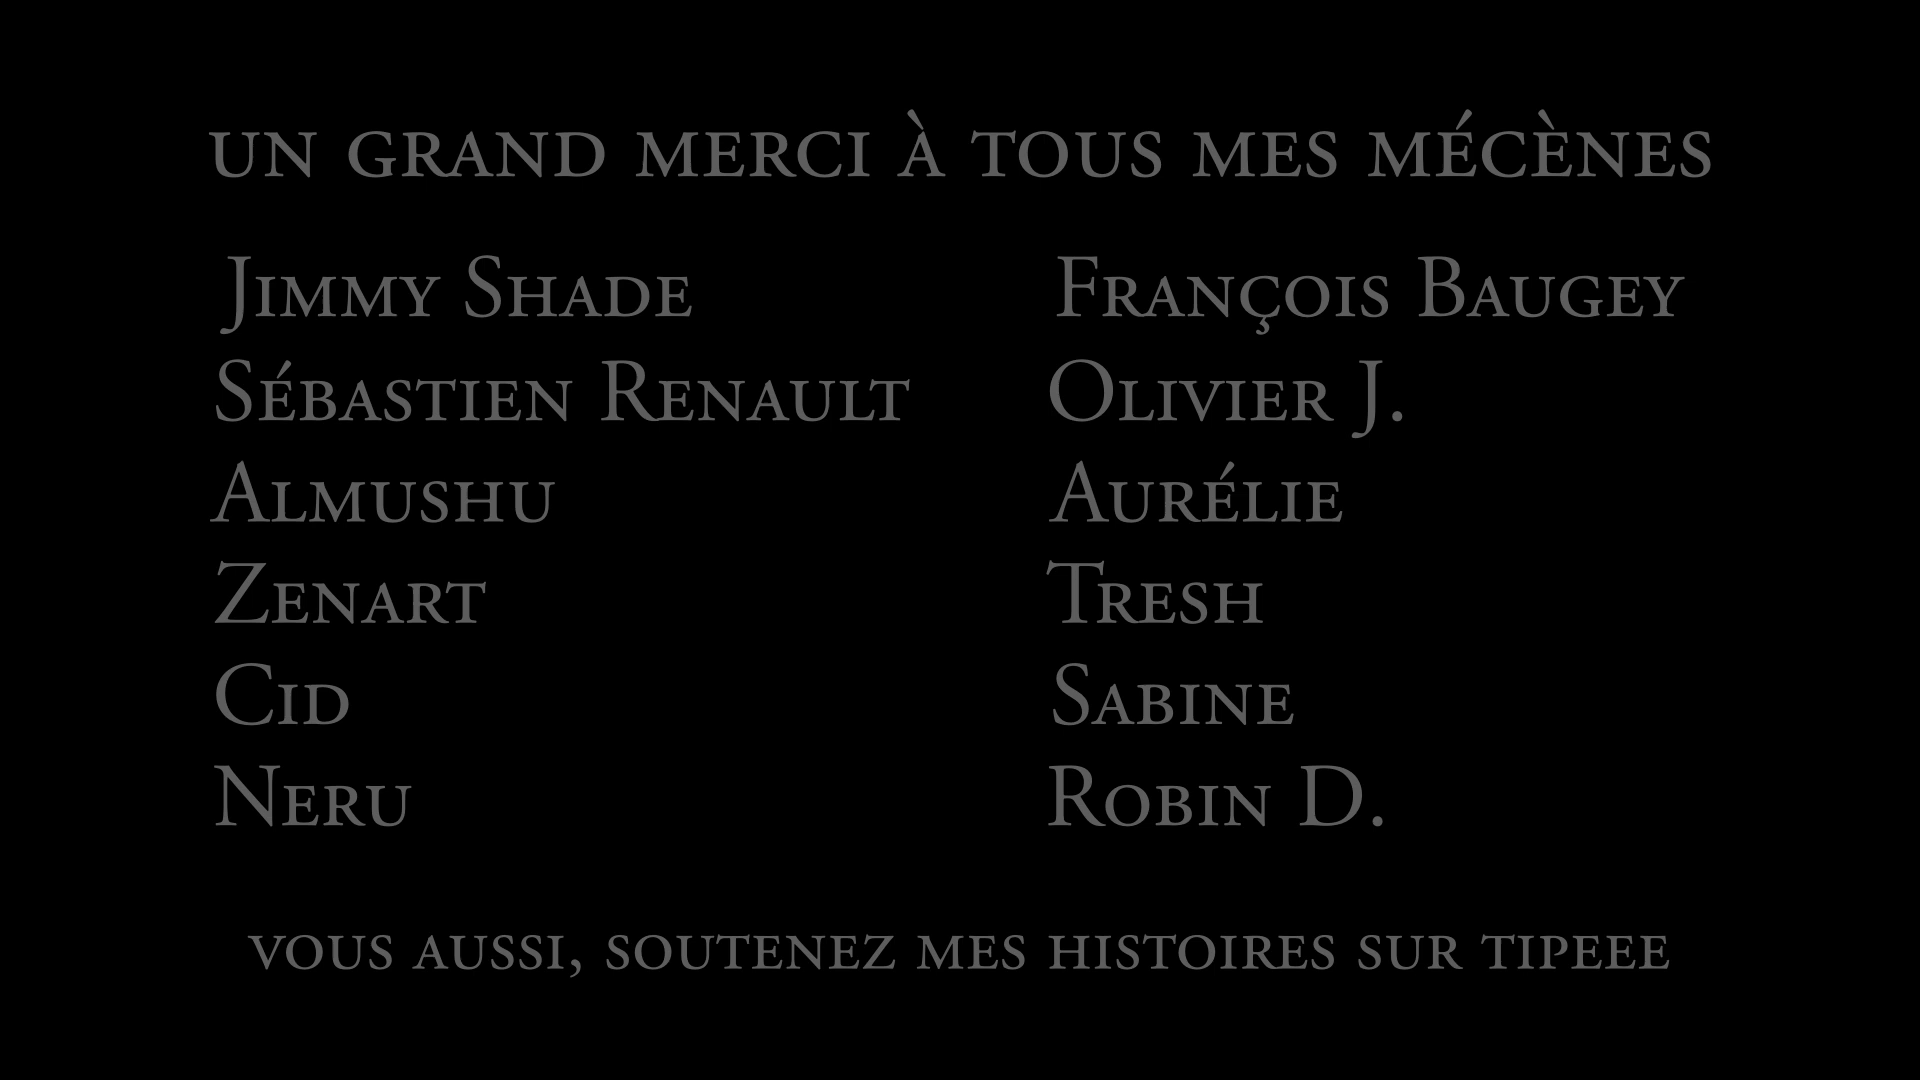 un grand merci à tous mes mécènes
Jimmy Shade
Sébastien Renault
Almushu
Zenart
Cid
Neru
François Baugey
Olivier J.
Aurélie
Tresh
Sabine
Robin D.
vous aussi, soutenez mes histoires sur tipeee